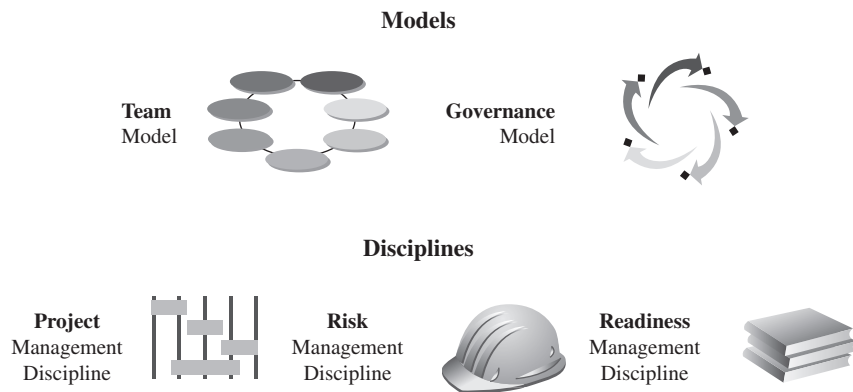 Models
Team
Model
Governance
Model
Disciplines
Project
Management
Discipline
Risk
Management
Discipline
Readiness
Management
Discipline